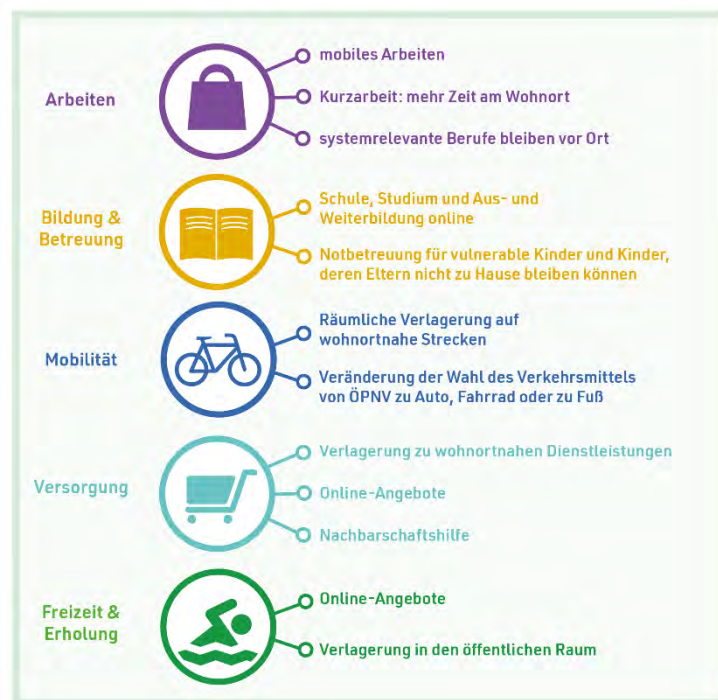 Arbeiten
mobiles Arbeiten
Kurzarbeit: mehr Zeit am Wohnort
systemrelevante Berufe bleiben vor Ort
Bildung &
Betreuung
Schule, Studium und Aus- und
Weiterbildung online
Notbetreuung für vulnerable Kinder und Kinder,
deren Eltern nicht zu Hause bleiben können
Mobilität
Räumliche Verlagerung auf
wohnortnahe Strecken
Veränderung der Wahl des Verkehrsmittels
von ÖPNV zu Auto, Fahrrad oder zu Fuß
Versorgung
Verlagerung zu wohnortnahen Dienstleistungen
Online-Angebote
Nachbarschaftshilfe
Freizeit &
Erholung
Online-Angebote
Verlagerung in den öffentlichen Raum